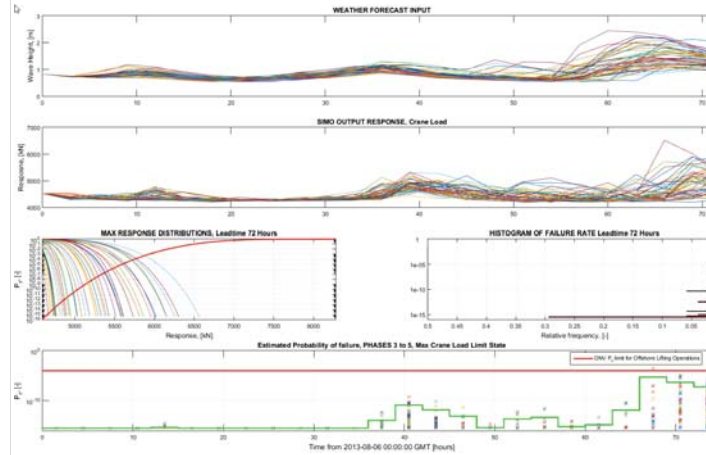 WEATHER FORECAST INPUT
Wave Height, [m]
3
2
1
0
0 10 20 30 40 50 60 70
SIMO OUTPUT RESPONSE, Crane Load
Response, [kN]
7000
6000
5000
4000
0 10 20 30 40 50 60 70
MAX RESPONSE DISTRIBUTIONS, Leadtime 72 Hours
5000 5500 6000 6500 7000 7500 8000
Response, [kN]
HISTOGRAM OF FAILURE RATE Leadtime 72 Hours
1
1e-05
1e-10
1e-15
0.5 0.45 0.4 0.35 0.3 0.25 0.2 0.15 0.1 0.05
Relative frequency, [-]
Estimated Probability of failure, PHASES 3 to 5, Max Crane Load Limit State
DNV P limit for Offshore Lifting Operations
0 10 20 30 40 50 60 70
Time from 2013-08-06 00:00:00 GMT [hours]